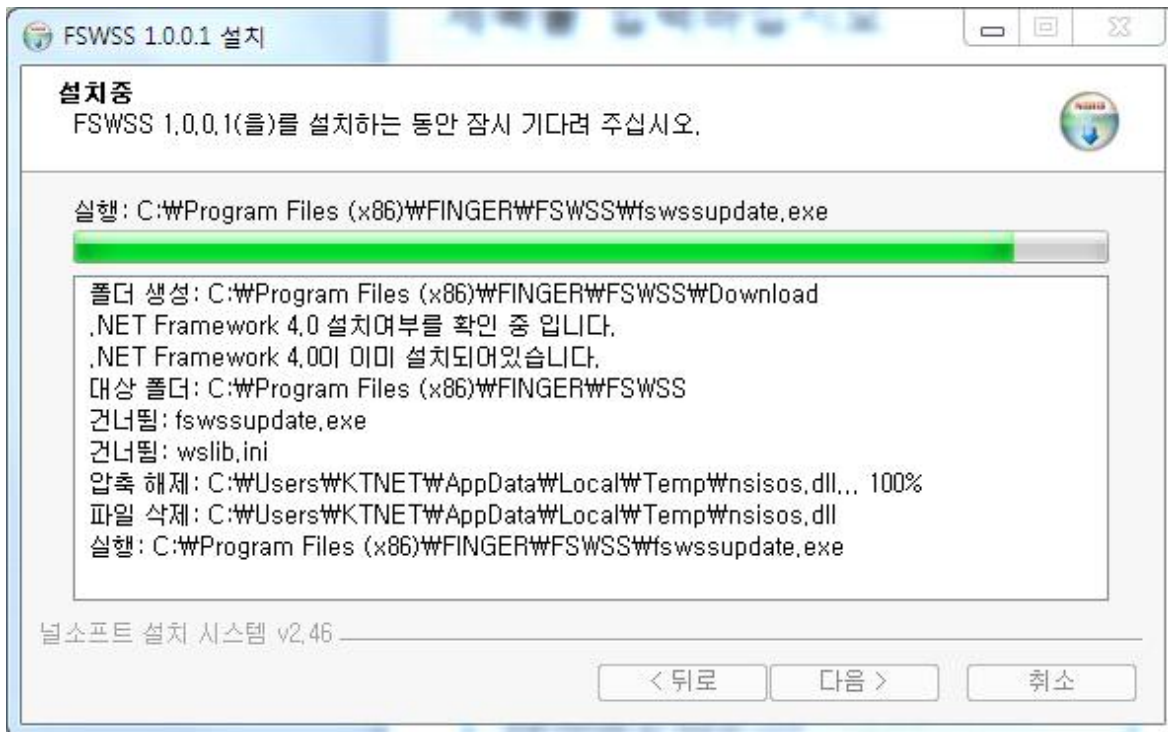 FSWSS 1.0.0.1 설치
설치중
FSWSS 1.0.0.1(을)를 설치하는 동안 잠시 기다려 주십시오.
실행: C:₩Program Files (x86)₩FINGER₩FSWSS₩fswssupdate.exe
폴더 생성: C:₩Program Files (x86)₩FINGER₩FSWSS₩Download
.NET Framework 4.0 설치여부를 확인 중 입니다.
.NET Framework 4.0이 이미 설치되어있습니다.
대상 폴더: C:₩Program Files (x86)₩FINGER₩FSWSS
건너뜀: fswssupdate.exe
건너뜀: wslib.ini
압축 해제: C:₩Users₩KTNET₩AppData₩Local₩Temp₩nsisos.dll... 100%
파일 삭제: C:₩Users₩KTNET₩AppData₩Local₩Temp₩nsisos.dll
실행: C:₩Program Files (x86)₩FINGER₩FSWSS₩fswssupdate.exe
널소프트 설치 시스템 v2.46
< 뒤로 다음 > 취소